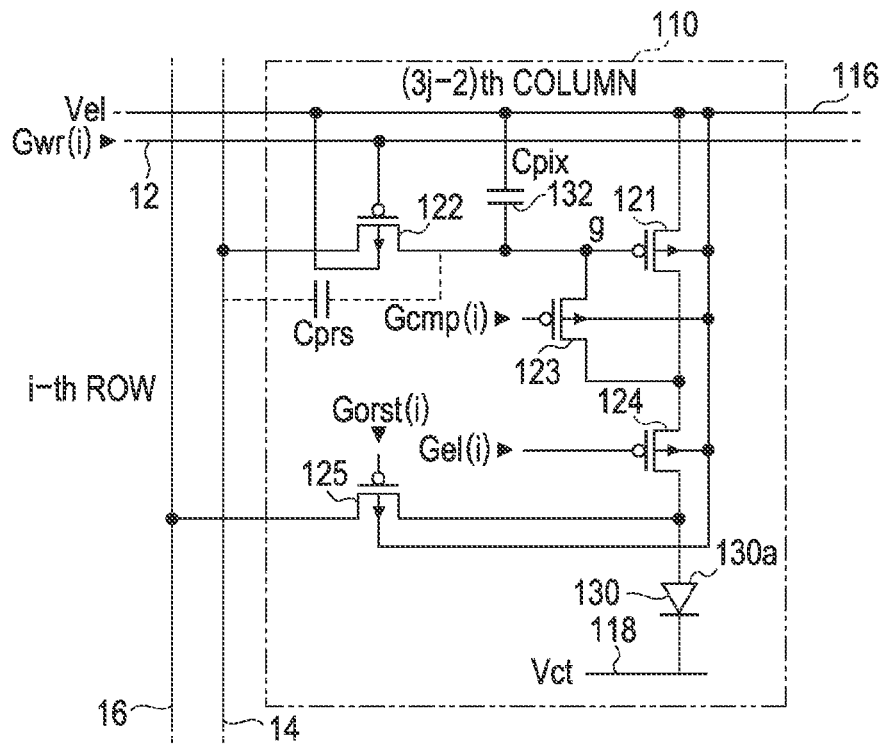 110
(3j-2)th COLUMN
Vel
116
Gwr(i)
12
Cpix
132
122
121
g
Cprs
Gcmp(i)
123
i-th ROW
124
Gorst(i)
Gel(i)
125
130a
130
118
Vct
16
14